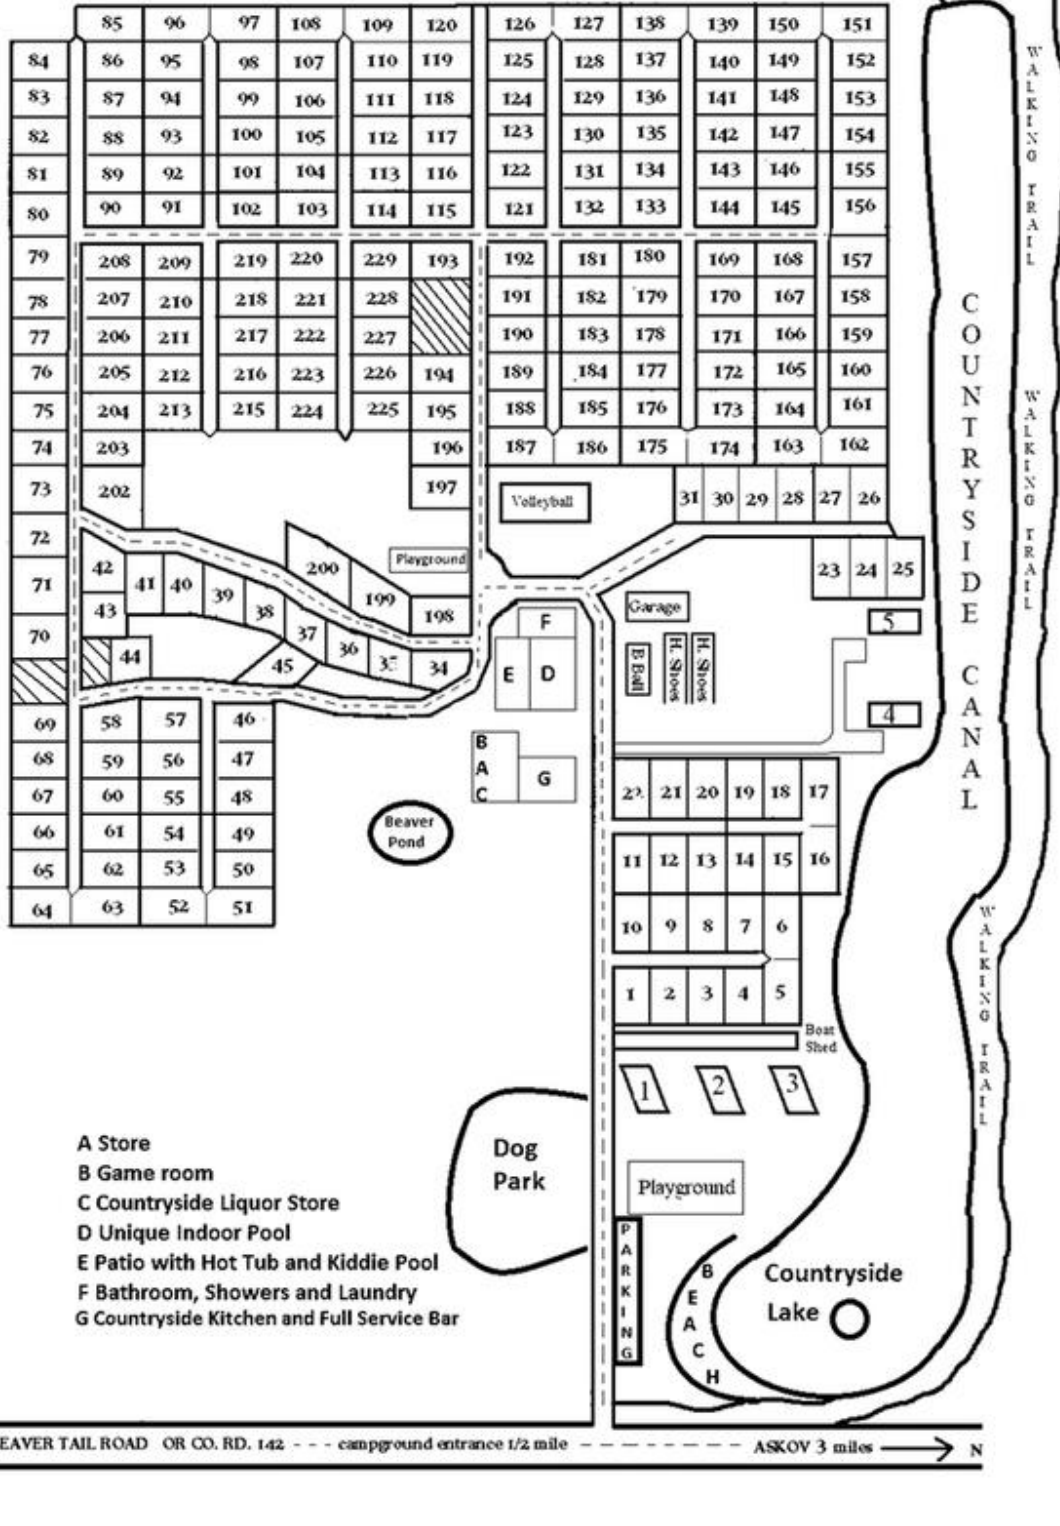 85 96 97 108 109 120 126 127 138 139 150 151
84 86 95 98 107 110 119 125 128 137 140 149 152
83 87 94 99 106 111 118 124 129 136 141 148 153
82 88 93 100 105 112 117 123 130 135 142 147 154
81 89 92 101 104 113 116 122 131 134 143 146 155
80 90 91 102 103 114 115 121 132 133 144 145 156
79 208 209 219 220 229 193 192 181 180 169 168 157
78 207 210 218 221 228 191 182 179 170 167 158
77 206 211 217 222 227 190 183 178 171 166 159
76 205 212 216 223 226 194 189 184 177 172 165 160
75 204 213 215 224 225 195 188 185 176 173 164 161
74 203 196 187 186 175 174 163 162
73 202 197 Volleyball 31 30 29 28 27 26
72
Playground
42 200 23 24 25
71 41 40 39 199
43 38 198 Garage
70 37 F 5
44 36 35 34 E D B Ball H. Shoes H. Shoes
45
69 58 57 46 4
68 59 56 47 BAC G
67 60 55 48 22 21 20 19 18 17
66 61 54 49 Beaver
Pond
65 62 53 50 11 12 13 14 15 16
64 63 52 51 10 9 8 7 6
1 2 3 4 5
Boat
Shed
1 2 3
WALKING TRAIL
WALKING TRAIL
WALKING TRAIL
COUNTRYSIDE CANAL
Dog
Park
Playground
PARKING
BEACH
Countryside
Lake
A Store
B Game room
C Countryside Liquor Store
D Unique Indoor Pool
E Patio with Hot Tub and Kiddie Pool
F Bathroom, Showers and Laundry
G Countryside Kitchen and Full Service Bar
EAVER TAIL ROAD OR CO. RD. 142 - - - campground entrance 1/2 mile - - - - - - - ASKOV 3 miles N